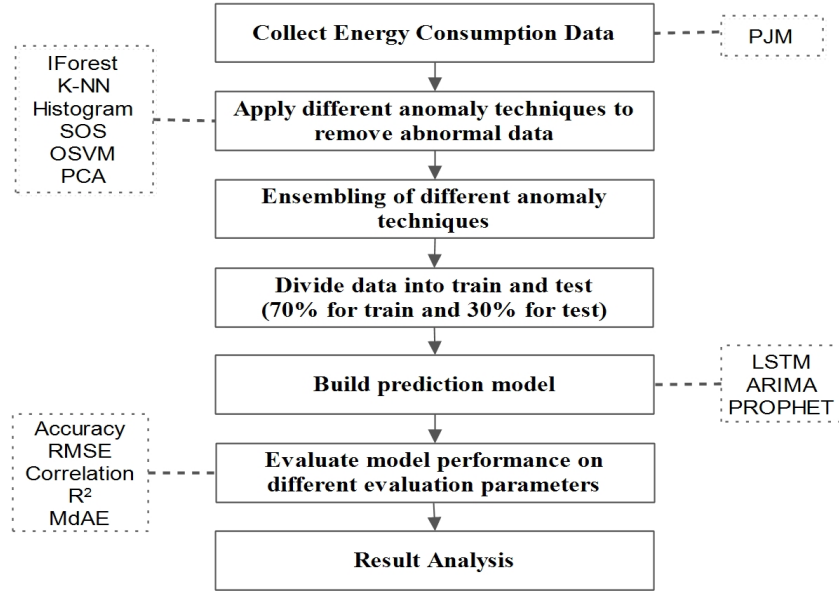 Collect Energy Consumption Data
PJM
IForest
K-NN
Histogram
SOS
OSVM
PCA
Apply different anomaly techniques to
remove abnormal data
Ensembling of different anomaly
techniques
Divide data into train and test
(70% for train and 30% for test)
Build prediction model
LSTM
ARIMA
PROPHET
Accuracy
RMSE
Correlation
R²
MdAE
Evaluate model performance on
different evaluation parameters
Result Analysis